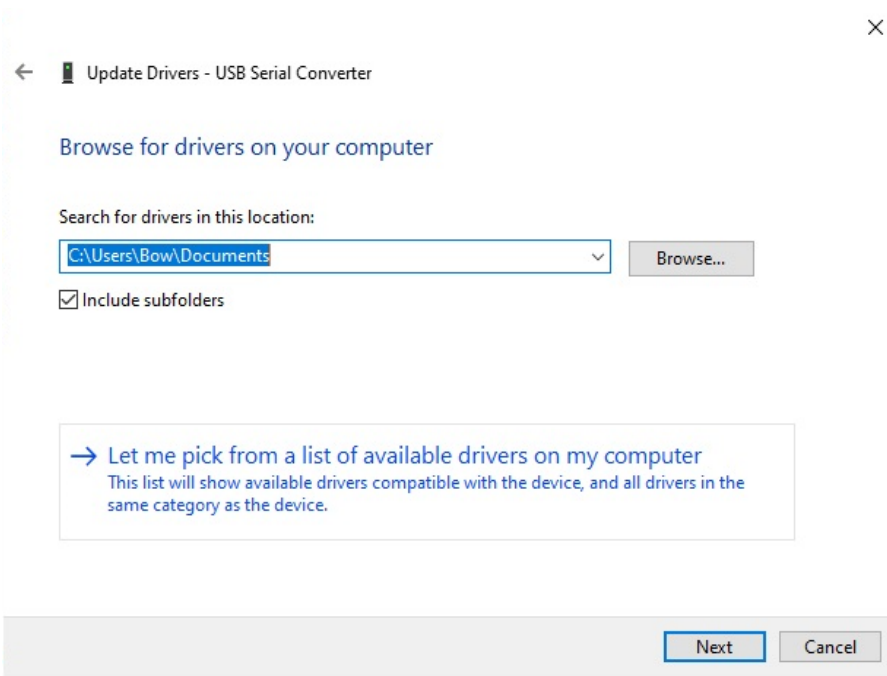 Update Drivers - USB Serial Converter
Browse for drivers on your computer
Search for drivers in this location:
C:\Users\Bow\Documents
Browse...
Include subfolders
Let me pick from a list of available drivers on my computer
This list will show available drivers compatible with the device, and all drivers in the
same category as the device.
Next Cancel